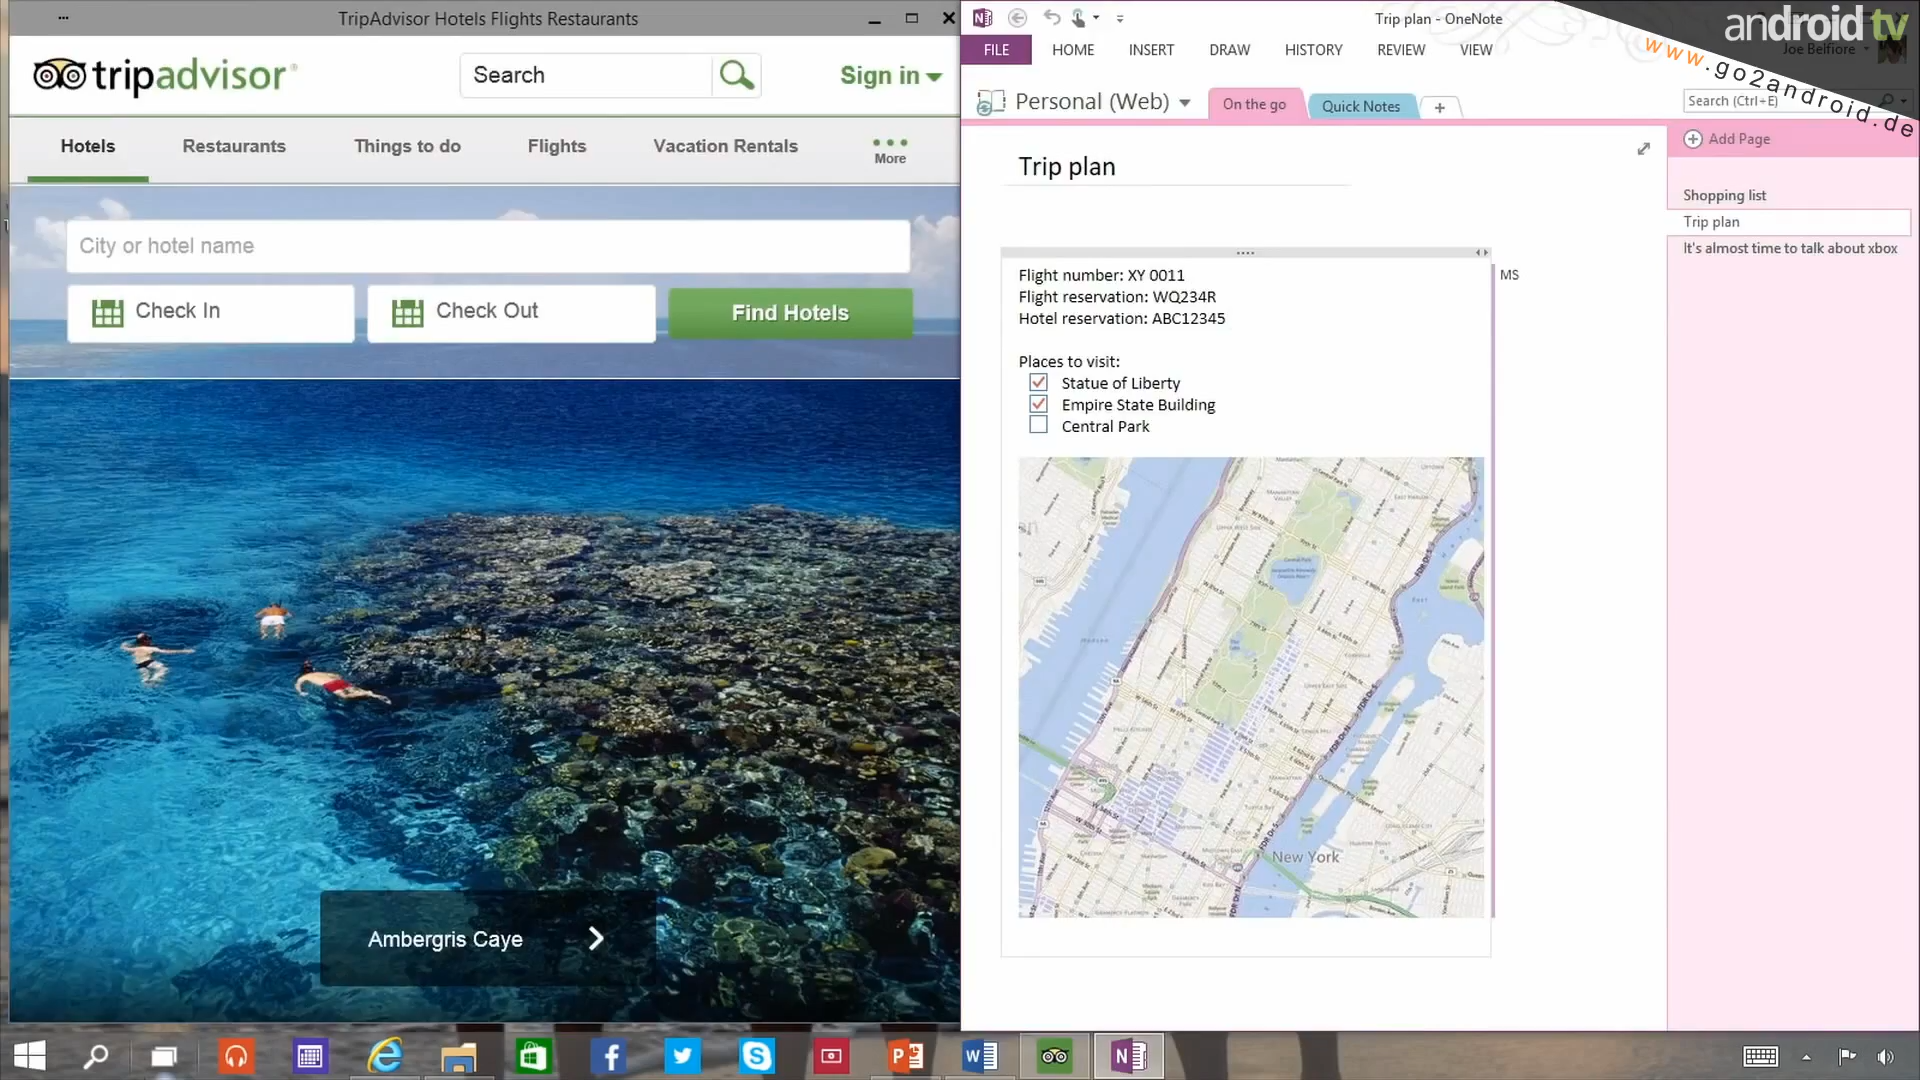 TripAdvisor Hotels Flights Restaurants
tripadvisor®
Search
Sign in
Hotels
Restaurants
Things to do
Flights
Vacation Rentals
More
City or hotel name
Check In
Check Out
Find Hotels
Ambergris Caye
Trip plan - OneNote
androidtv
www.go2android.de
Joe Belfiore
FILE
HOME
INSERT
DRAW
HISTORY
REVIEW
VIEW
Personal (Web)
On the go
Quick Notes
+
Search (Ctrl+E)
Add Page
Shopping list
Trip plan
It's almost time to talk about xbox
Trip plan
Flight number: XY 0011
MS
Flight reservation: WQ234R
Hotel reservation: ABC12345
Places to visit:
Statue of Liberty
Empire State Building
Central Park
New York